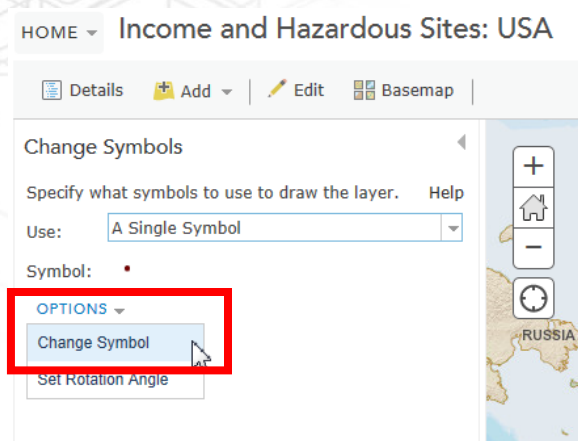 HOME Income and Hazardous Sites: USA
Details Add Edit Basemap
Change Symbols
Specify what symbols to use to draw the layer. Help
Use: A Single Symbol
Symbol:
OPTIONS
Change Symbol
Set Rotation Angle
+
−
RUSSIA